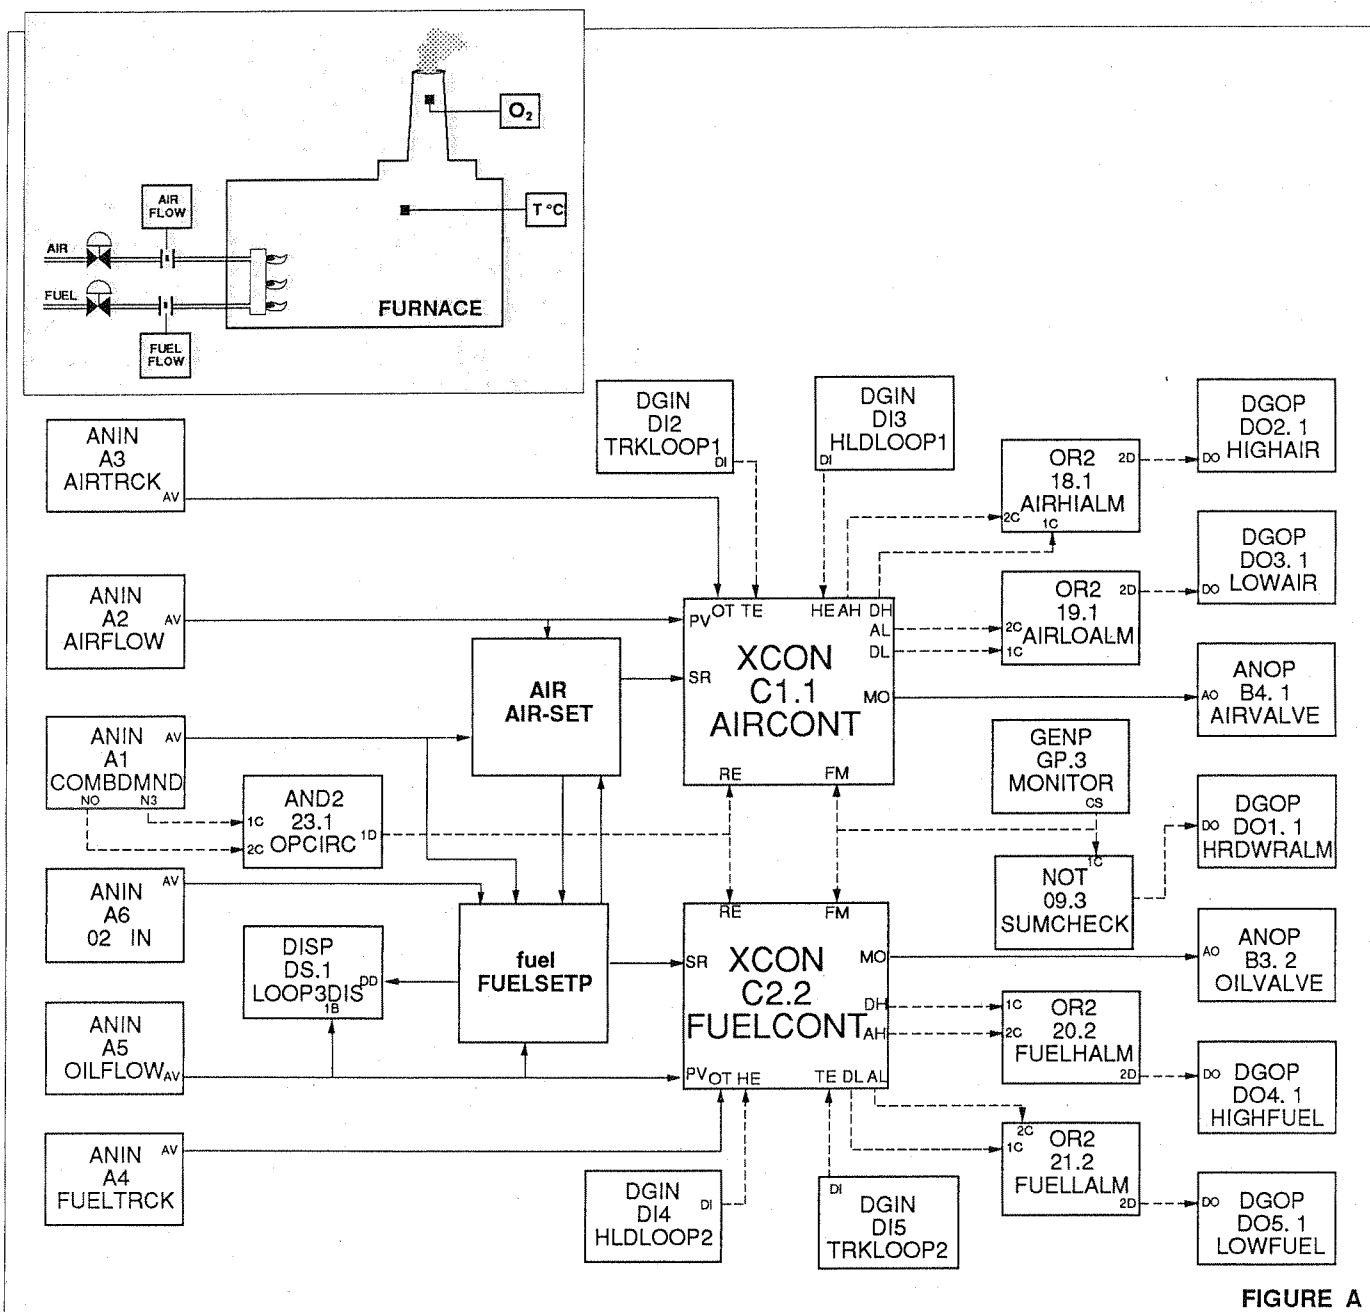 O2
T °C
AIR
FLOW
AIR
FUEL
FURNACE
FUEL
FLOW
ANIN
A3
AIRTRCK
AV
DGIN
DI2
TRKLOOP1
DI
DGIN
DI3
HLDLOOP1
DI
OR2
18.1
AIRHIALM
2D
2C
1C
DGOP
DO2. 1
HIGHAIR
DO
ANIN
A2
AIRFLOW
AV
AIR
AIR-SET
PV
OT
TE
HE
AH
DH
AL
DL
SR
MO
RE
FM
XCON
C1.1
AIRCONT
OR2
19.1
AIRLOALM
2D
2C
1C
DGOP
DO3. 1
LOWAIR
DO
ANOP
B4. 1
AIRVALVE
AO
ANIN
A1
COMBDMND
AV
NO
N3
AND2
23.1
OPCIRC
1C
2C
1D
GENP
GP.3
MONITOR
CS
DGOP
DO1. 1
HRDWRALM
DO
NOT
09.3
SUMCHECK
1C
ANIN
A6
02 IN
AV
DISP
DS.1
LOOP3DIS
DD
1B
fuel
FUELSETP
RE
FM
SR
MO
DH
AH
PV
OT
HE
TE
DL
AL
XCON
C2.2
FUELCONT
ANOP
B3. 2
OILVALVE
AO
ANIN
A5
OILFLOW
AV
OR2
20.2
FUELHALM
1C
2C
2D
DGOP
DO4. 1
HIGHFUEL
DO
ANIN
A4
FUELTRCK
AV
DGIN
DI4
HLDLOOP2
DI
DGIN
DI5
TRKLOOP2
DI
OR2
21.2
FUELLALM
2C
1C
2D
DGOP
DO5. 1
LOWFUEL
DO
FIGURE A